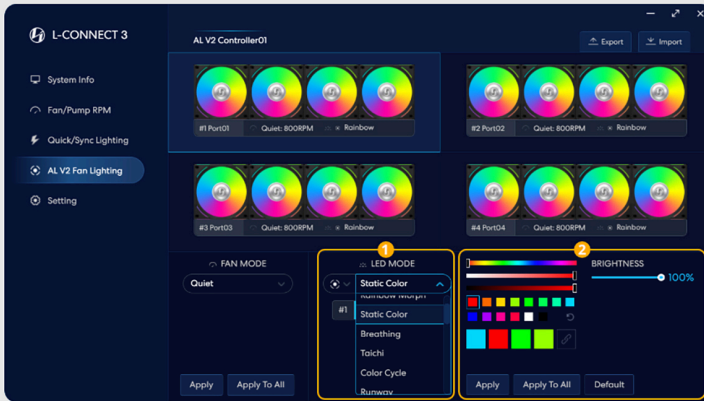 L-CONNECT 3
AL V2 Controller01
Export
Import
System Info
Fan/Pump RPM
Quick/Sync Lighting
AL V2 Fan Lighting
Setting
#1 Port01 Quiet: 800RPM Rainbow
#2 Port02 Quiet: 800RPM Rainbow
#3 Port03 Quiet: 800RPM Rainbow
#4 Port04 Quiet: 800RPM Rainbow
1
2
FAN MODE
Quiet
Apply
Apply To All
LED MODE
Static Color
#1
Rainbow Morph
Static Color
Breathing
Taichi
Color Cycle
Runway
BRIGHTNESS
100%
Apply
Apply To All
Default